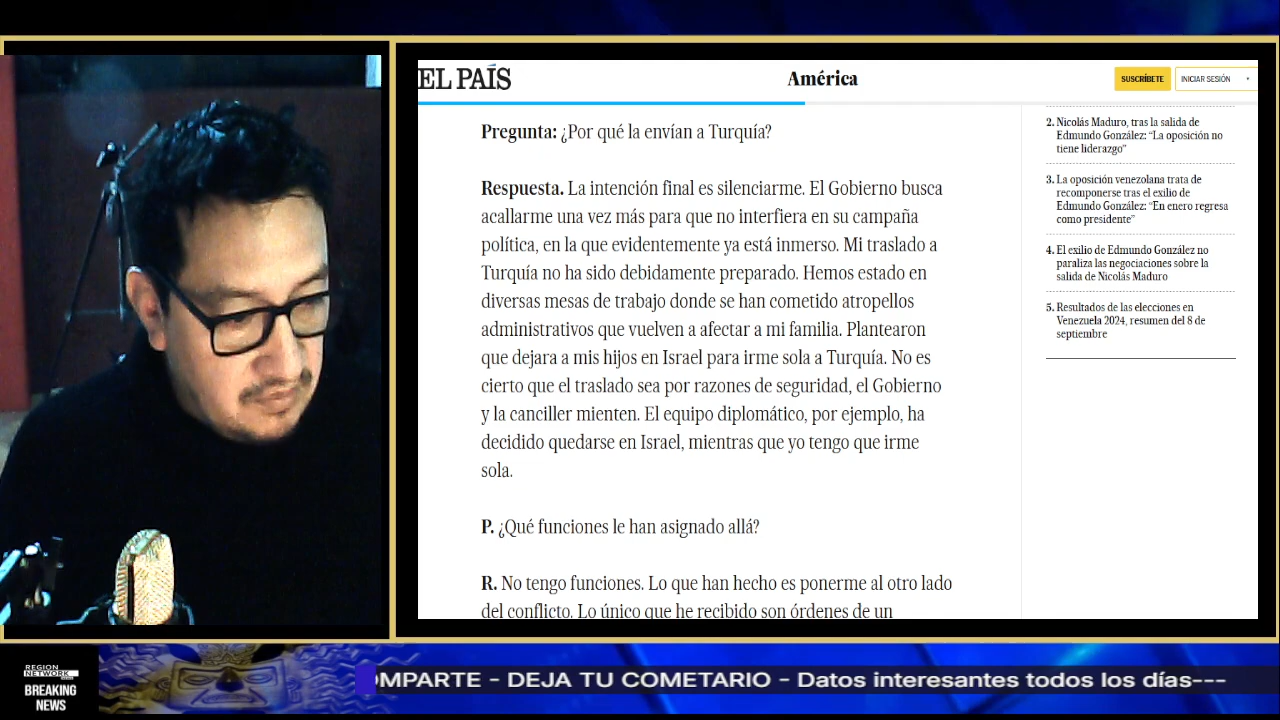 EL PAÍS
América
SUSCRÍBETE
INICIAR SESIÓN
Pregunta: ¿Por qué la envían a Turquía?
Respuesta. La intención final es silenciarme. El Gobierno busca
acallarme una vez más para que no interfiera en su campaña
política, en la que evidentemente ya está inmerso. Mi traslado a
Turquía no ha sido debidamente preparado. Hemos estado en
diversas mesas de trabajo donde se han cometido atropellos
administrativos que vuelven a afectar a mi familia. Plantearon
que dejara a mis hijos en Israel para irme sola a Turquía. No es
cierto que el traslado sea por razones de seguridad, el Gobierno
y la canciller mienten. El equipo diplomático, por ejemplo, ha
decidido quedarse en Israel, mientras que yo tengo que irme
sola.
P. ¿Qué funciones le han asignado allá?
R. No tengo funciones. Lo que han hecho es ponerme al otro lado
del conflicto. Lo único que he recibido son órdenes de un
2. Nicolás Maduro, tras la salida de
Edmundo González: “La oposición no
tiene liderazgo”
3. La oposición venezolana trata de
recomponerse tras el exilio de
Edmundo González: “En enero regresa
como presidente”
4. El exilio de Edmundo González no
paraliza las negociaciones sobre la
salida de Nicolás Maduro
5. Resultados de las elecciones en
Venezuela 2024, resumen del 8 de
septiembre
REGION
NETWORK
NEWS
BREAKING
NEWS
OMPARTE - DEJA TU COMETARIO - Datos interesantes todos los días---